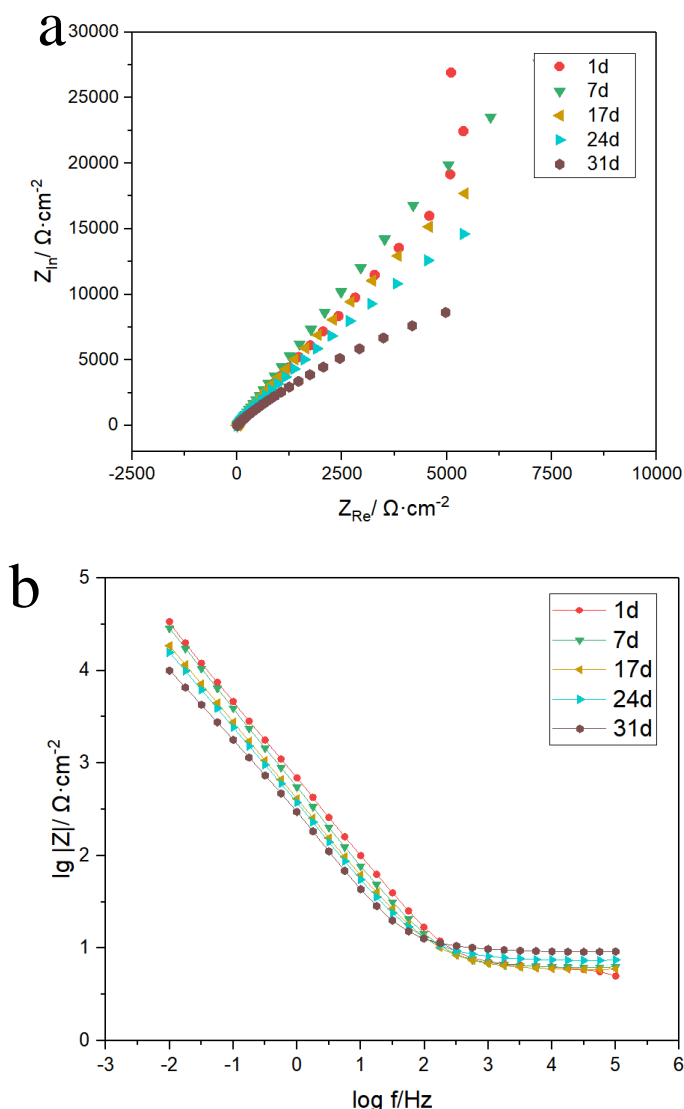 a
30000
25000
20000
15000
10000
5000
0
Z_In/ Ω·cm⁻²
1d
7d
17d
24d
31d
-2500
0
2500
5000
7500
10000
Z_Re/ Ω·cm⁻²
b
5
4
3
2
1
0
lg |Z|/ Ω·cm⁻²
1d
7d
17d
24d
31d
-3
-2
-1
0
1
2
3
4
5
6
log f/Hz